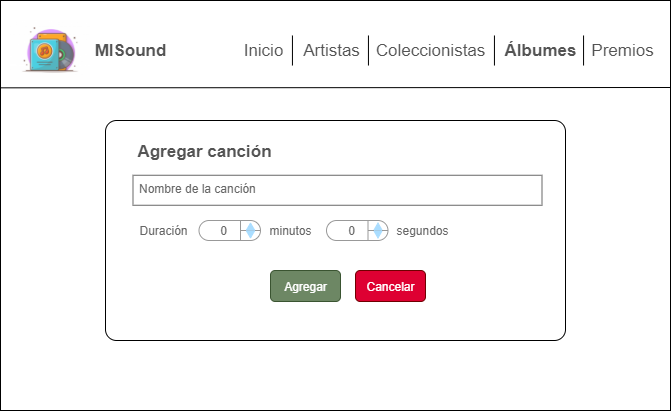 MISound Inicio Artistas Coleccionistas Álbumes Premios
Agregar canción
Nombre de la canción
Duración 0 minutos 0 segundos
Agregar Cancelar